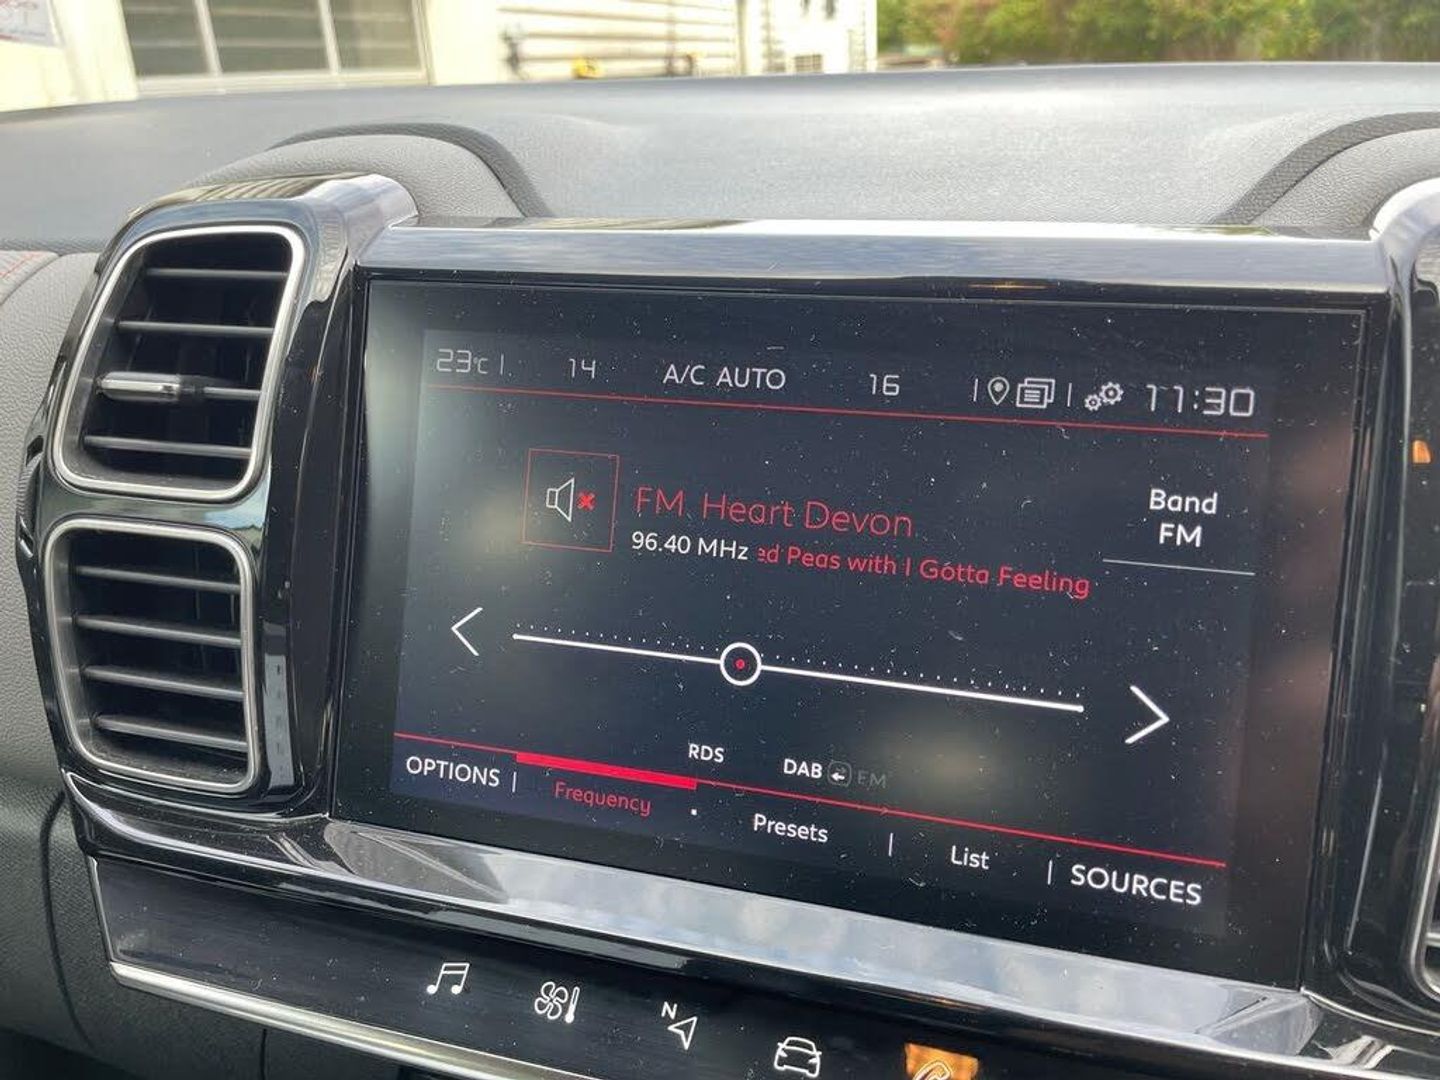 23°C 14 A/C AUTO 16 11:30
FM Heart Devon
96.40 MHz ed Peas with I Gotta Feeling
Band
FM
RDS DAB FM
OPTIONS Frequency Presets List SOURCES
N